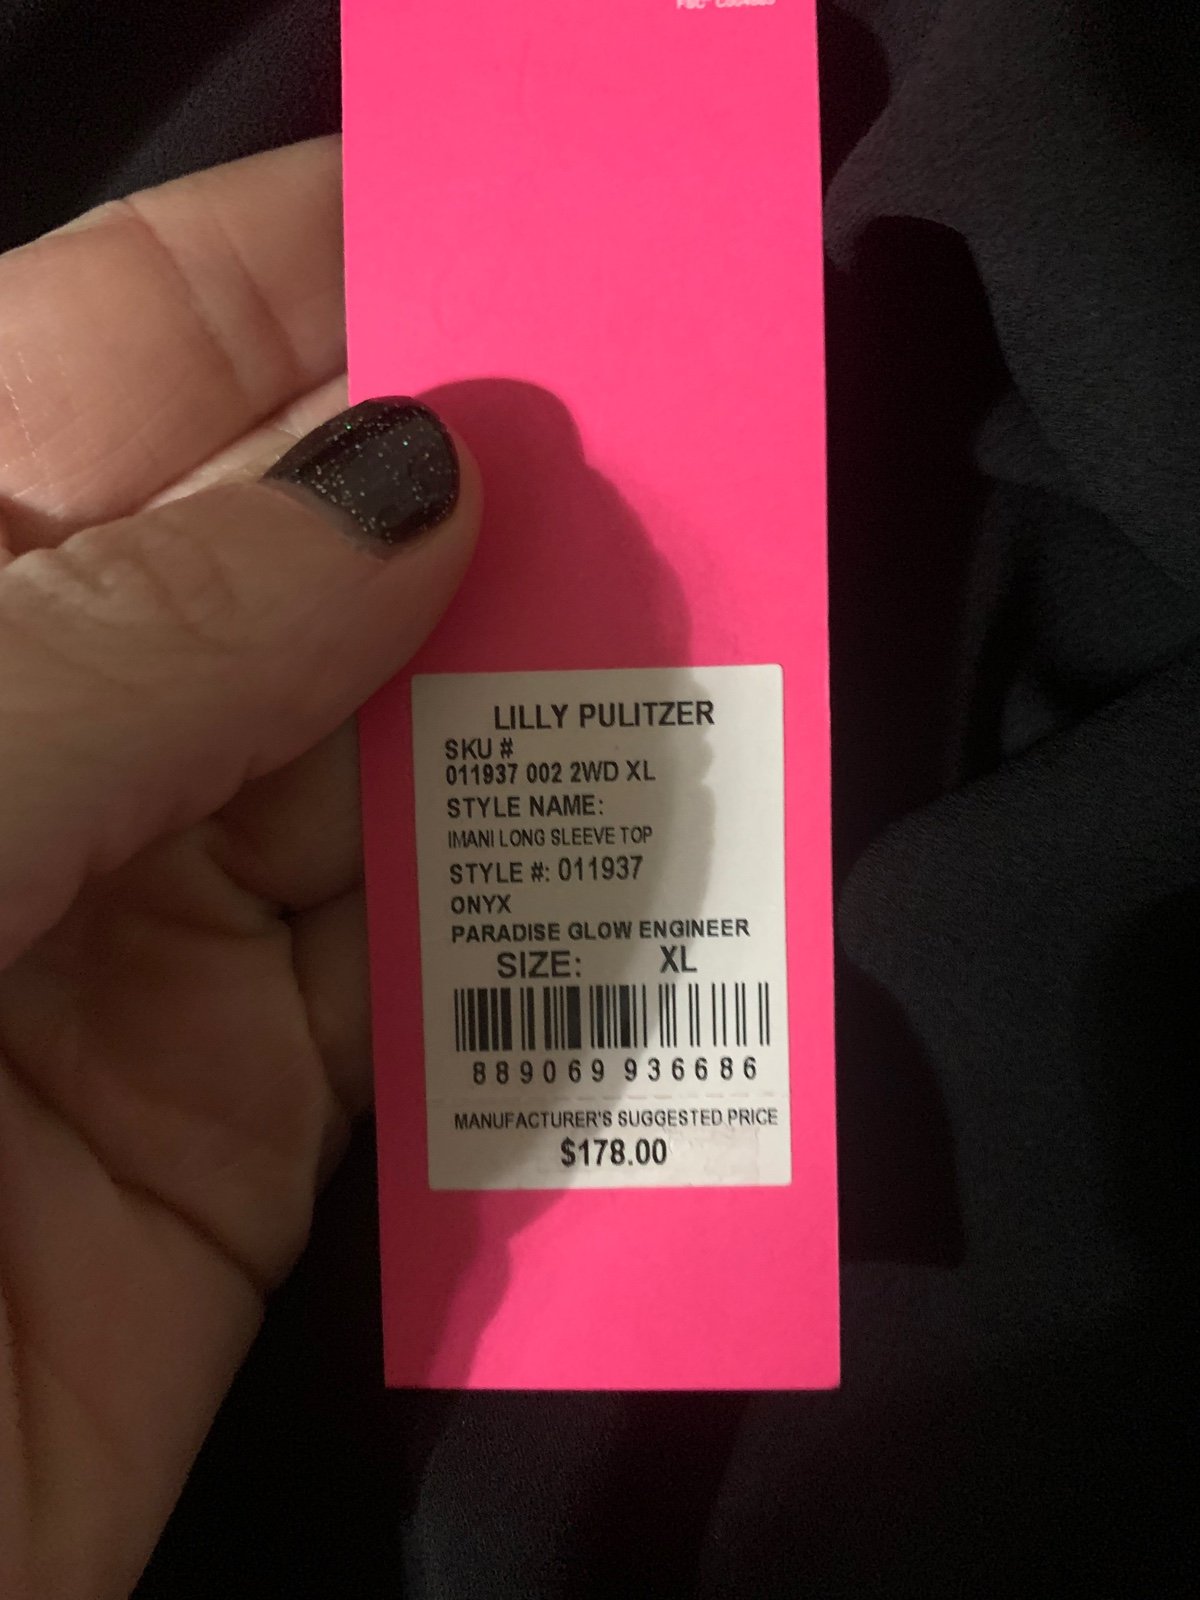 LILLY PULITZER
SKU #
011937 002 2WD XL
STYLE NAME:
IMANI LONG SLEEVE TOP
STYLE #: 011937
ONYX
PARADISE GLOW ENGINEER
SIZE: XL
889069 936686
MANUFACTURER'S SUGGESTED PRICE
$178.00